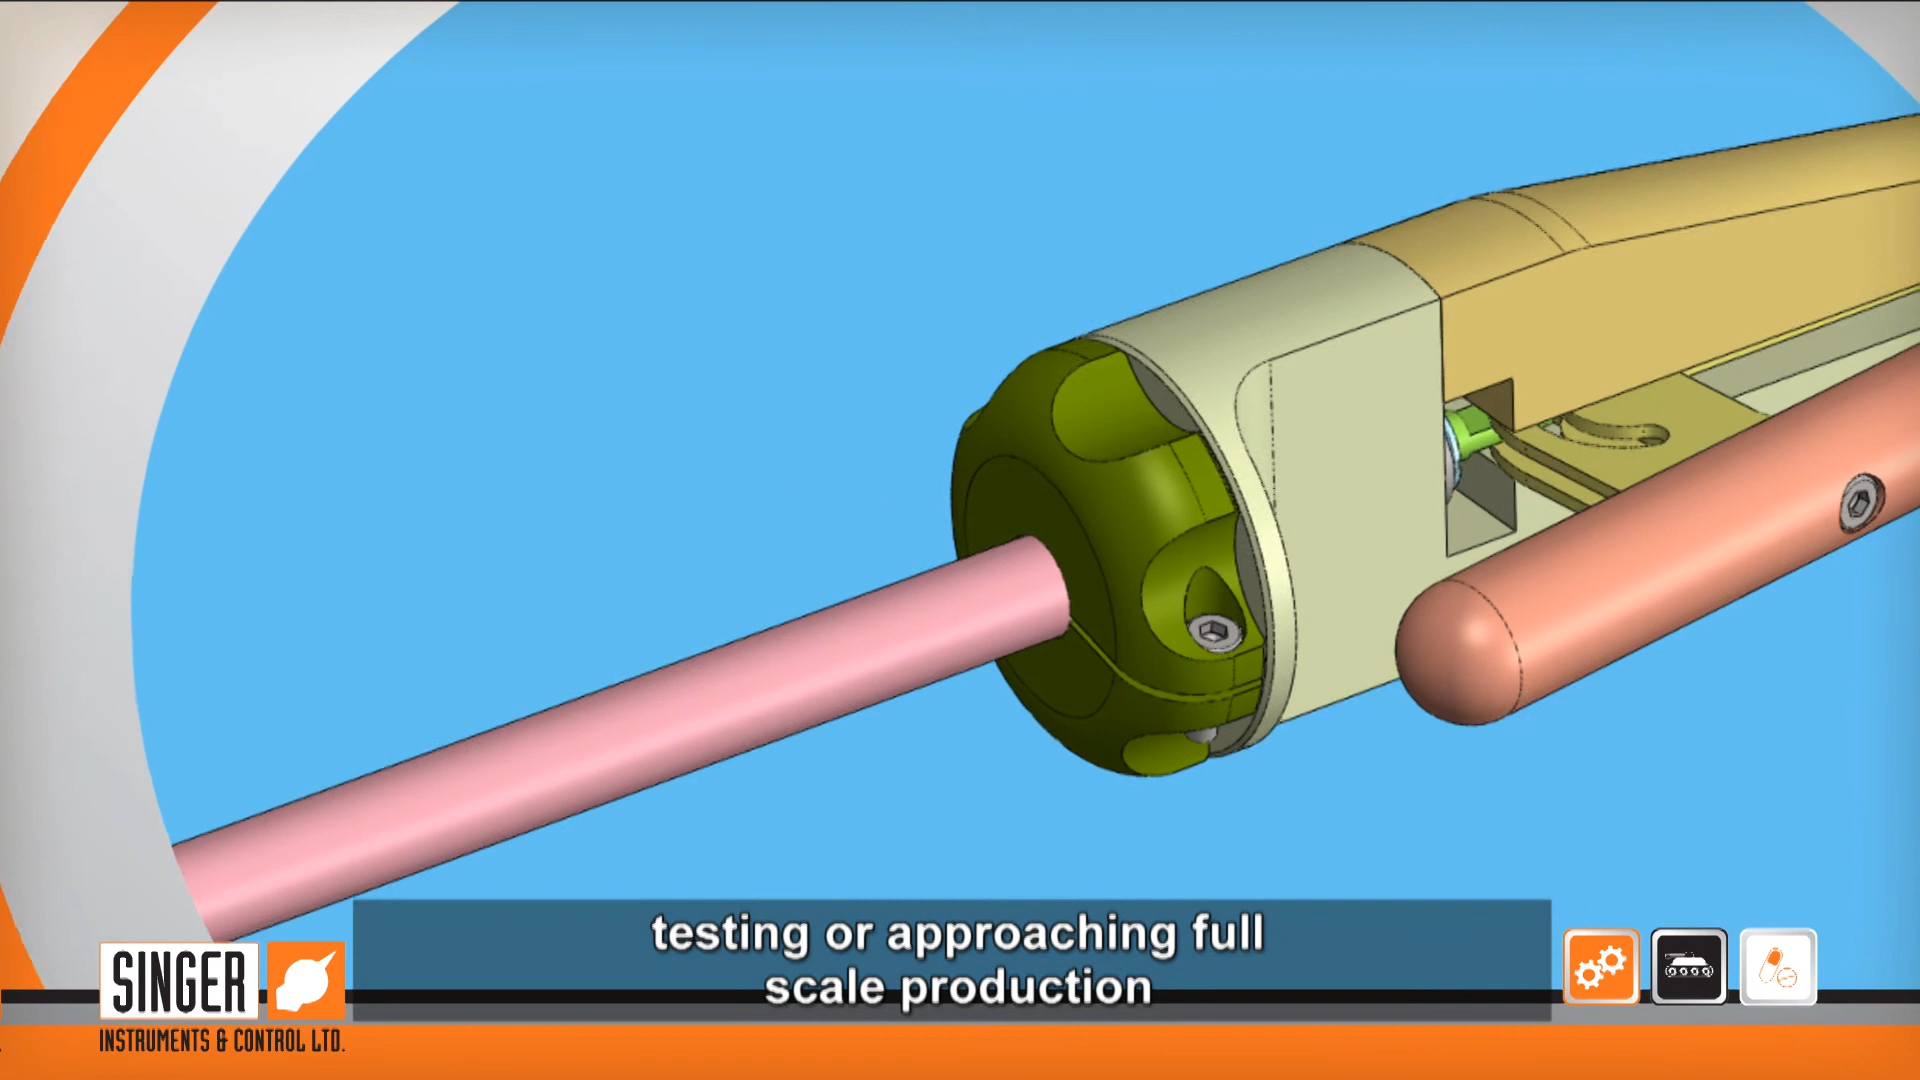 testing or approaching full
scale production
SINGER
INSTRUMENTS & CONTROL LTD.